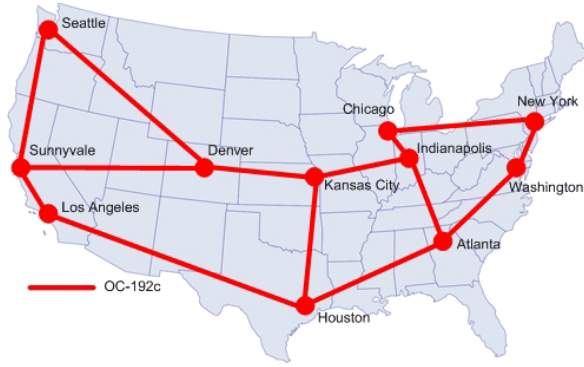 Seattle
New York
Chicago
Sunnyvale
Denver
Indianapolis
Kansas City
Washington
Los Angeles
Atlanta
OC-192c
Houston